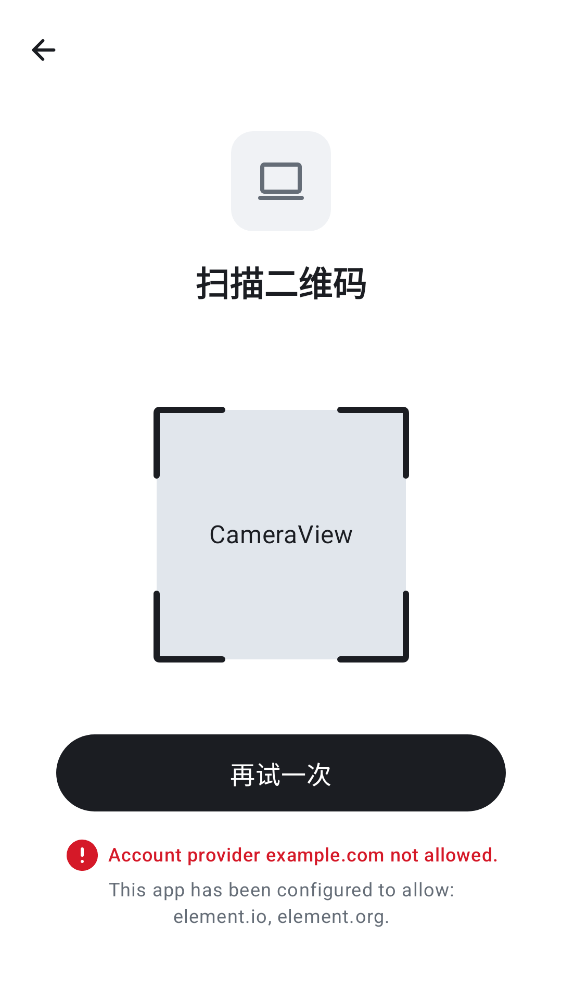 扫描二维码
CameraView
再试一次
Account provider example.com not allowed.
This app has been configured to allow:
element.io, element.org.